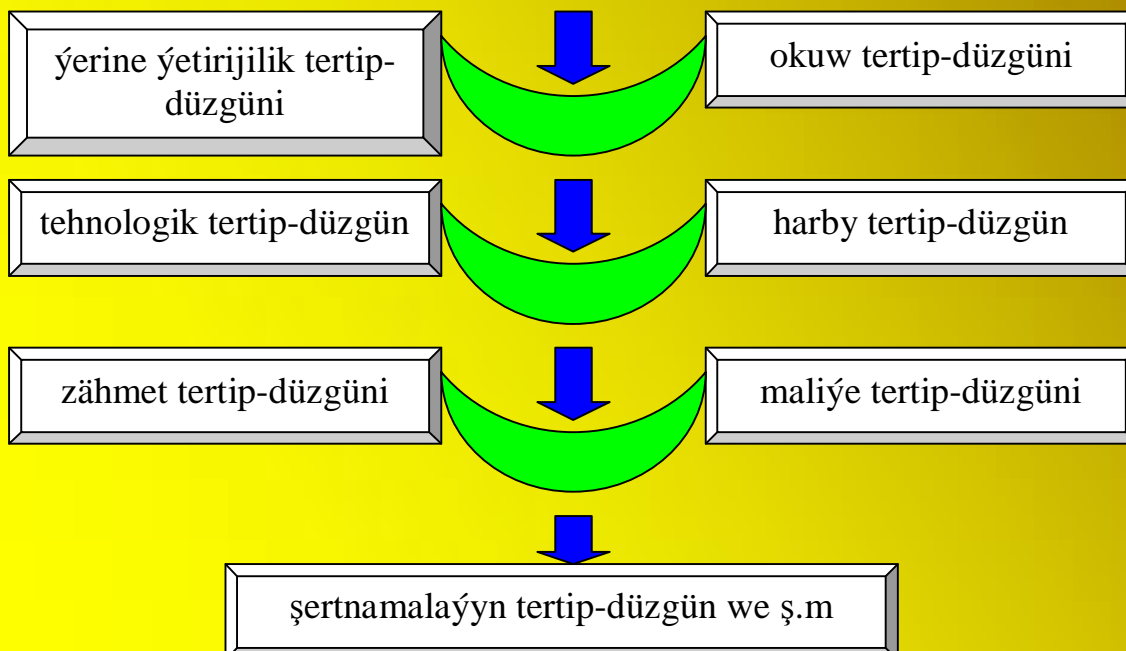 ýerine ýetirijilik tertip-
düzgüni
okuw tertip-düzgüni
tehnologik tertip-düzgün
harby tertip-düzgün
zähmet tertip-düzgüni
maliýe tertip-düzgüni
şertnamalaýyn tertip-düzgün we ş.m